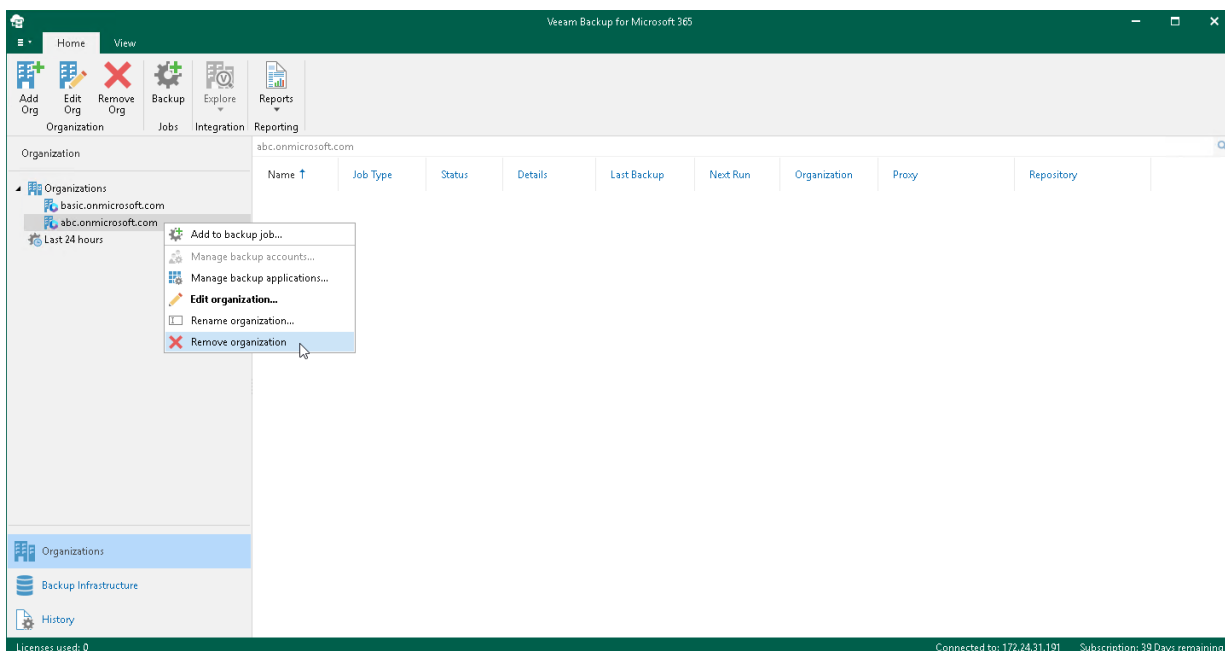 Veeam Backup for Microsoft 365
Home View
Add Org
Edit Org
Remove Org
Backup
Explore
Reports
Organization
Jobs
Integration
Reporting
Organization
abc.onmicrosoft.com
Name Job Type Status Details Last Backup Next Run Organization Proxy Repository
Organizations
basic.onmicrosoft.com
abc.onmicrosoft.com
Last 24 hours
Add to backup job...
Manage backup accounts...
Manage backup applications...
Edit organization...
Rename organization...
Remove organization
Organizations
Backup Infrastructure
History
Licenses used: 0
Connected to: 172.24.31.191 Subscription: 39 Days remaining